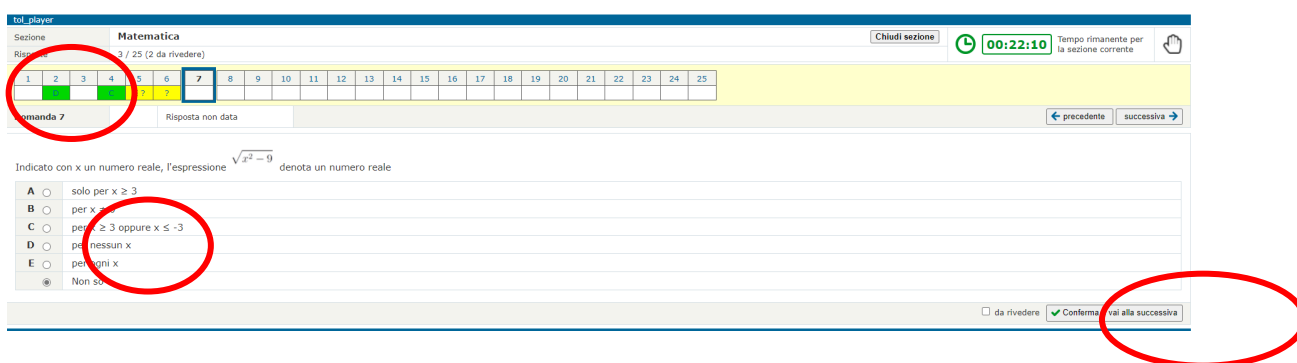 tol_player
Sezione Matematica Chiudi sezione 00:22:10 Tempo rimanente per la sezione corrente
3 / 25 (2 da rivedere)
1 2 3 4 5 6 7 8 9 10 11 12 13 14 15 16 17 18 19 20 21 22 23 24 25
D C ? ?
Domanda 7 Risposta non data precedente successiva
Indicato con x un numero reale, l'espressione √(x² − 9) denota un numero reale
A solo per x ≥ 3
B per x
C per x ≥ 3 oppure x ≤ -3
D per nessun x
E per ogni x
Non so
da rivedere Conferma e vai alla successiva